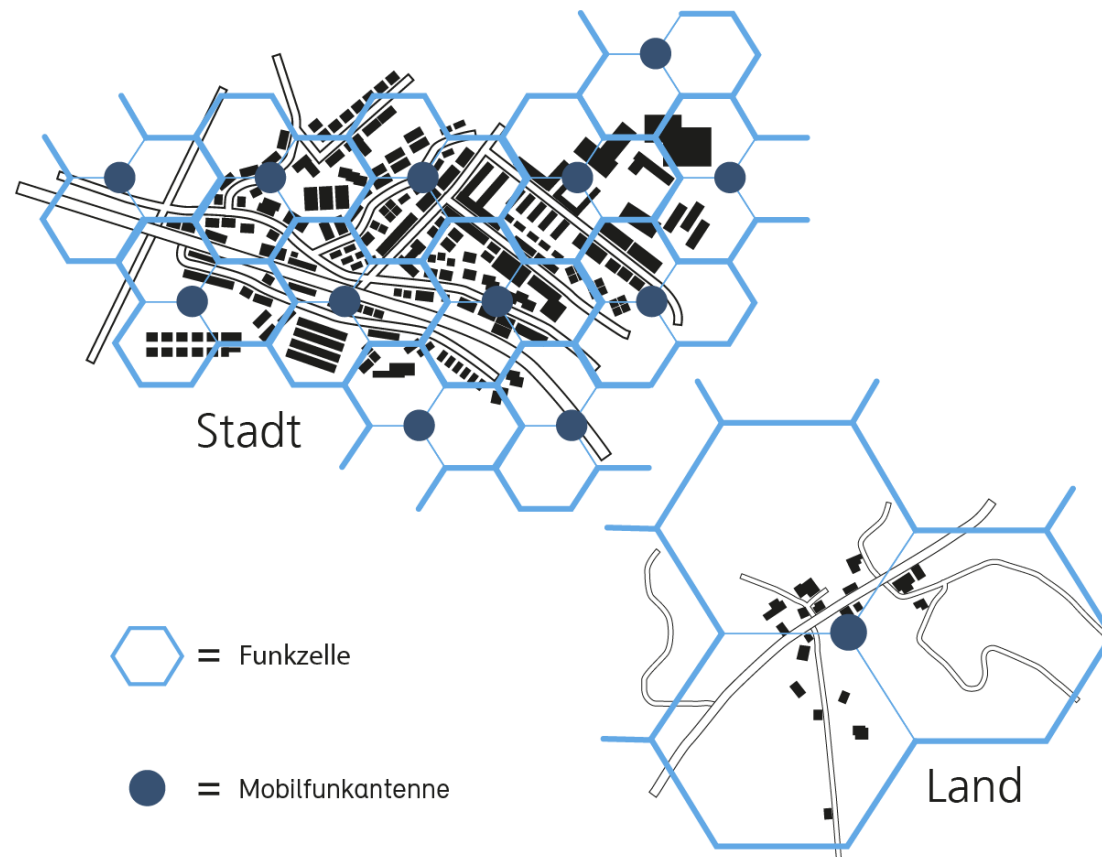 Stadt
Land
= Funkzelle
= Mobilfunkantenne